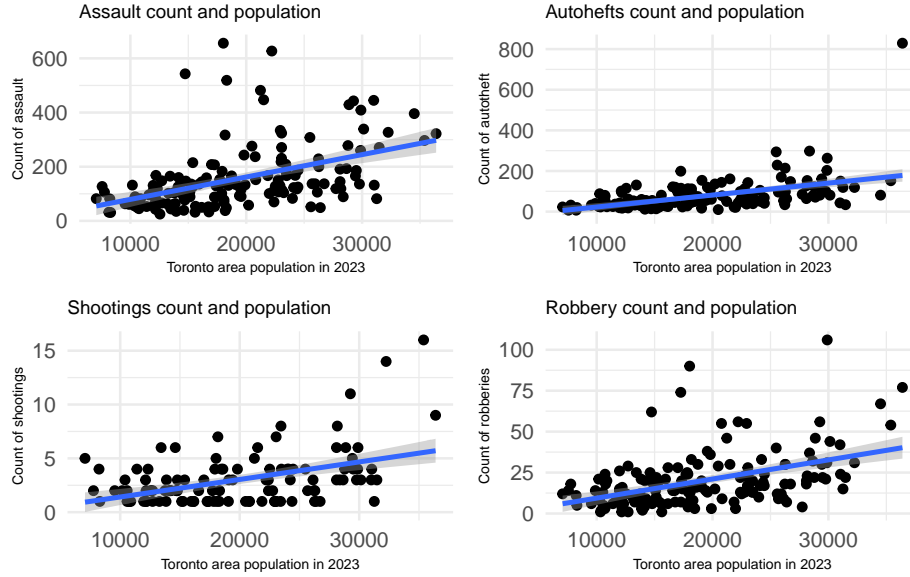 Assault count and population
Count of assault
600
400
200
0
10000 20000 30000
Toronto area population in 2023
Autohefts count and population
Count of autotheft
800
600
400
200
0
10000 20000 30000
Toronto area population in 2023
Shootings count and population
Count of shootings
15
10
5
0
10000 20000 30000
Toronto area population in 2023
Robbery count and population
Count of robberies
100
75
50
25
0
10000 20000 30000
Toronto area population in 2023